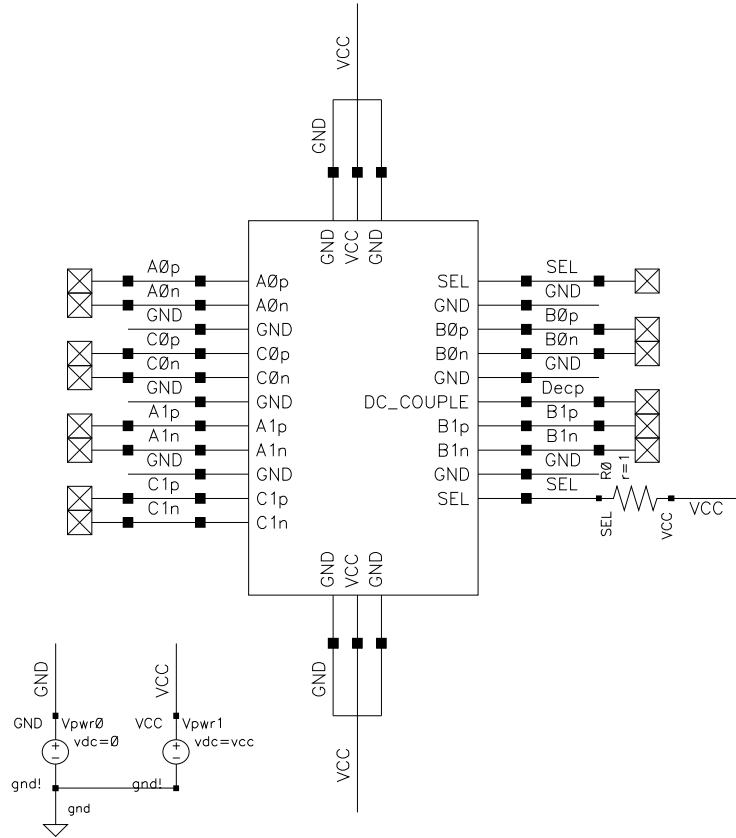 VCC
GND
GND VCC GND
A0p A0p SEL SEL
A0n A0n GND GND
GND GND B0p B0p
C0p C0p B0n B0n
C0n C0n GND GND
GND GND DC_COUPLE Decp
A1p A1p B1p B1p
A1n A1n B1n B1n
GND GND GND GND
C1p C1p SEL SEL
C1n C1n
R0
r=1
SEL VCC VCC
GND VCC GND
GND
VCC
GND VCC
GND Vpwr0 VCC Vpwr1
vdc=0 vdc=vcc
gnd! gnd!
gnd